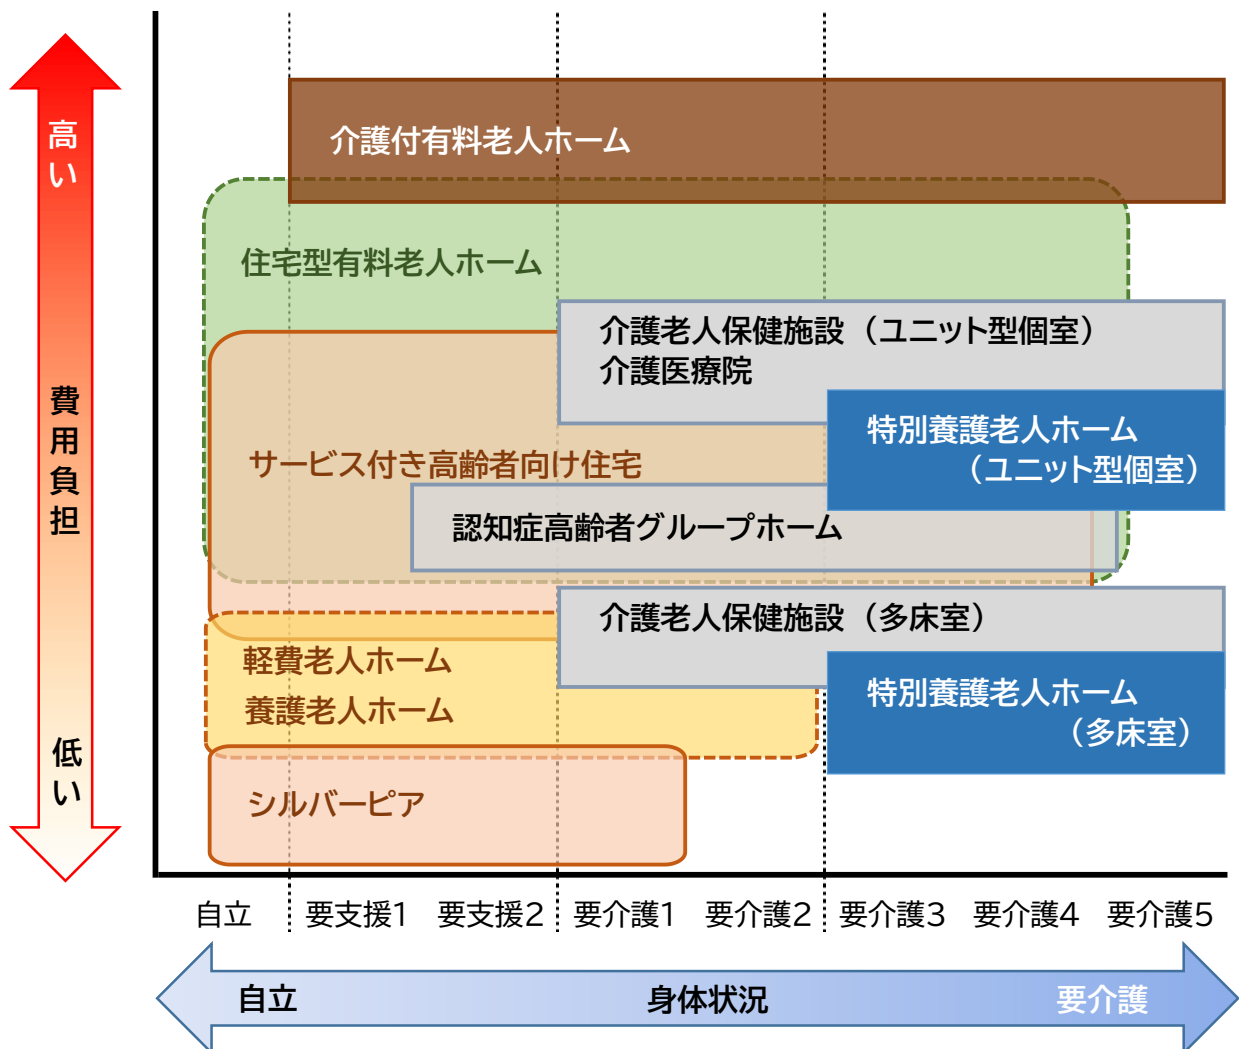 高い
費用負担
低い
介護付有料老人ホーム
住宅型有料老人ホーム
介護老人保健施設（ユニット型個室）
介護医療院
特別養護老人ホーム
（ユニット型個室）
サービス付き高齢者向け住宅
認知症高齢者グループホーム
介護老人保健施設（多床室）
軽費老人ホーム
養護老人ホーム
特別養護老人ホーム
（多床室）
シルバーピア
自立 要支援1 要支援2 要介護1 要介護2 要介護3 要介護4 要介護5
自立 身体状況 要介護